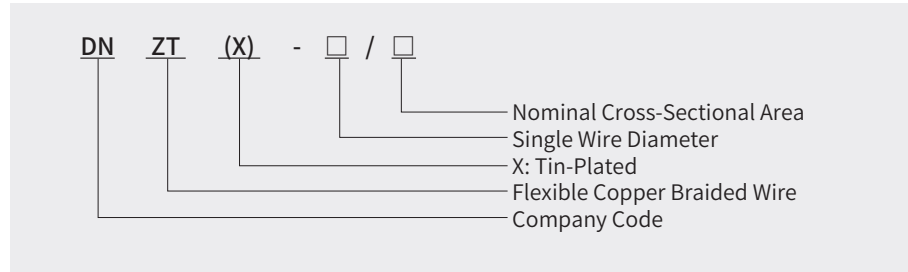 DN ZT (X) - □ / □
Nominal Cross-Sectional Area
Single Wire Diameter
X: Tin-Plated
Flexible Copper Braided Wire
Company Code